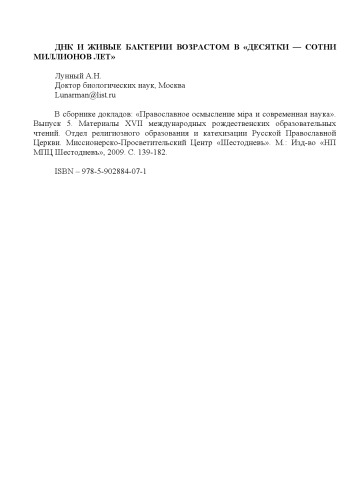 ДНК И ЖИВЫЕ БАКТЕРИИ ВОЗРАСТОМ В «ДЕСЯТКИ — СОТНИ
МИЛЛИОНОВ ЛЕТ»
Лунный А.Н.
Доктор биологических наук, Москва
Lunarman@list.ru
В сборнике докладов: «Православное осмысление мiра и современная наука».
Выпуск 5. Материалы XVII международных рождественских образовательных
чтений. Отдел религиозного образования и катехизации Русской Православной
Церкви. Миссионерско-Просветительский Центр «Шестодневъ». М.: Изд-во «НП
МПЦ Шестодневъ», 2009. С. 139-182.
ISBN – 978-5-902884-07-1